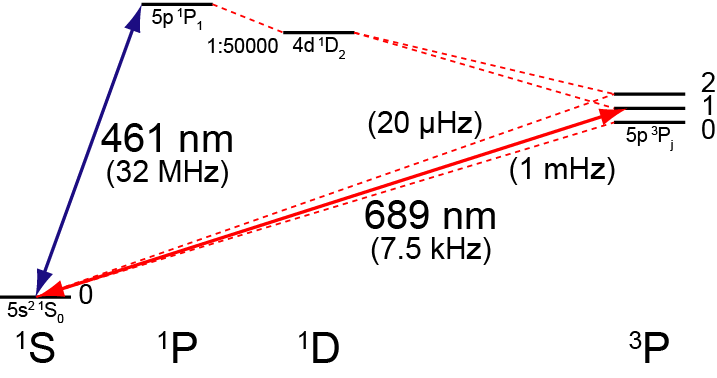 5p ¹P₁
1:50000
4d ¹D₂
2
1
0
5p ³Pⱼ
(20 μHz)
461 nm
(32 MHz)
(1 mHz)
689 nm
(7.5 kHz)
0
5s² ¹S₀
¹S ¹P ¹D ³P